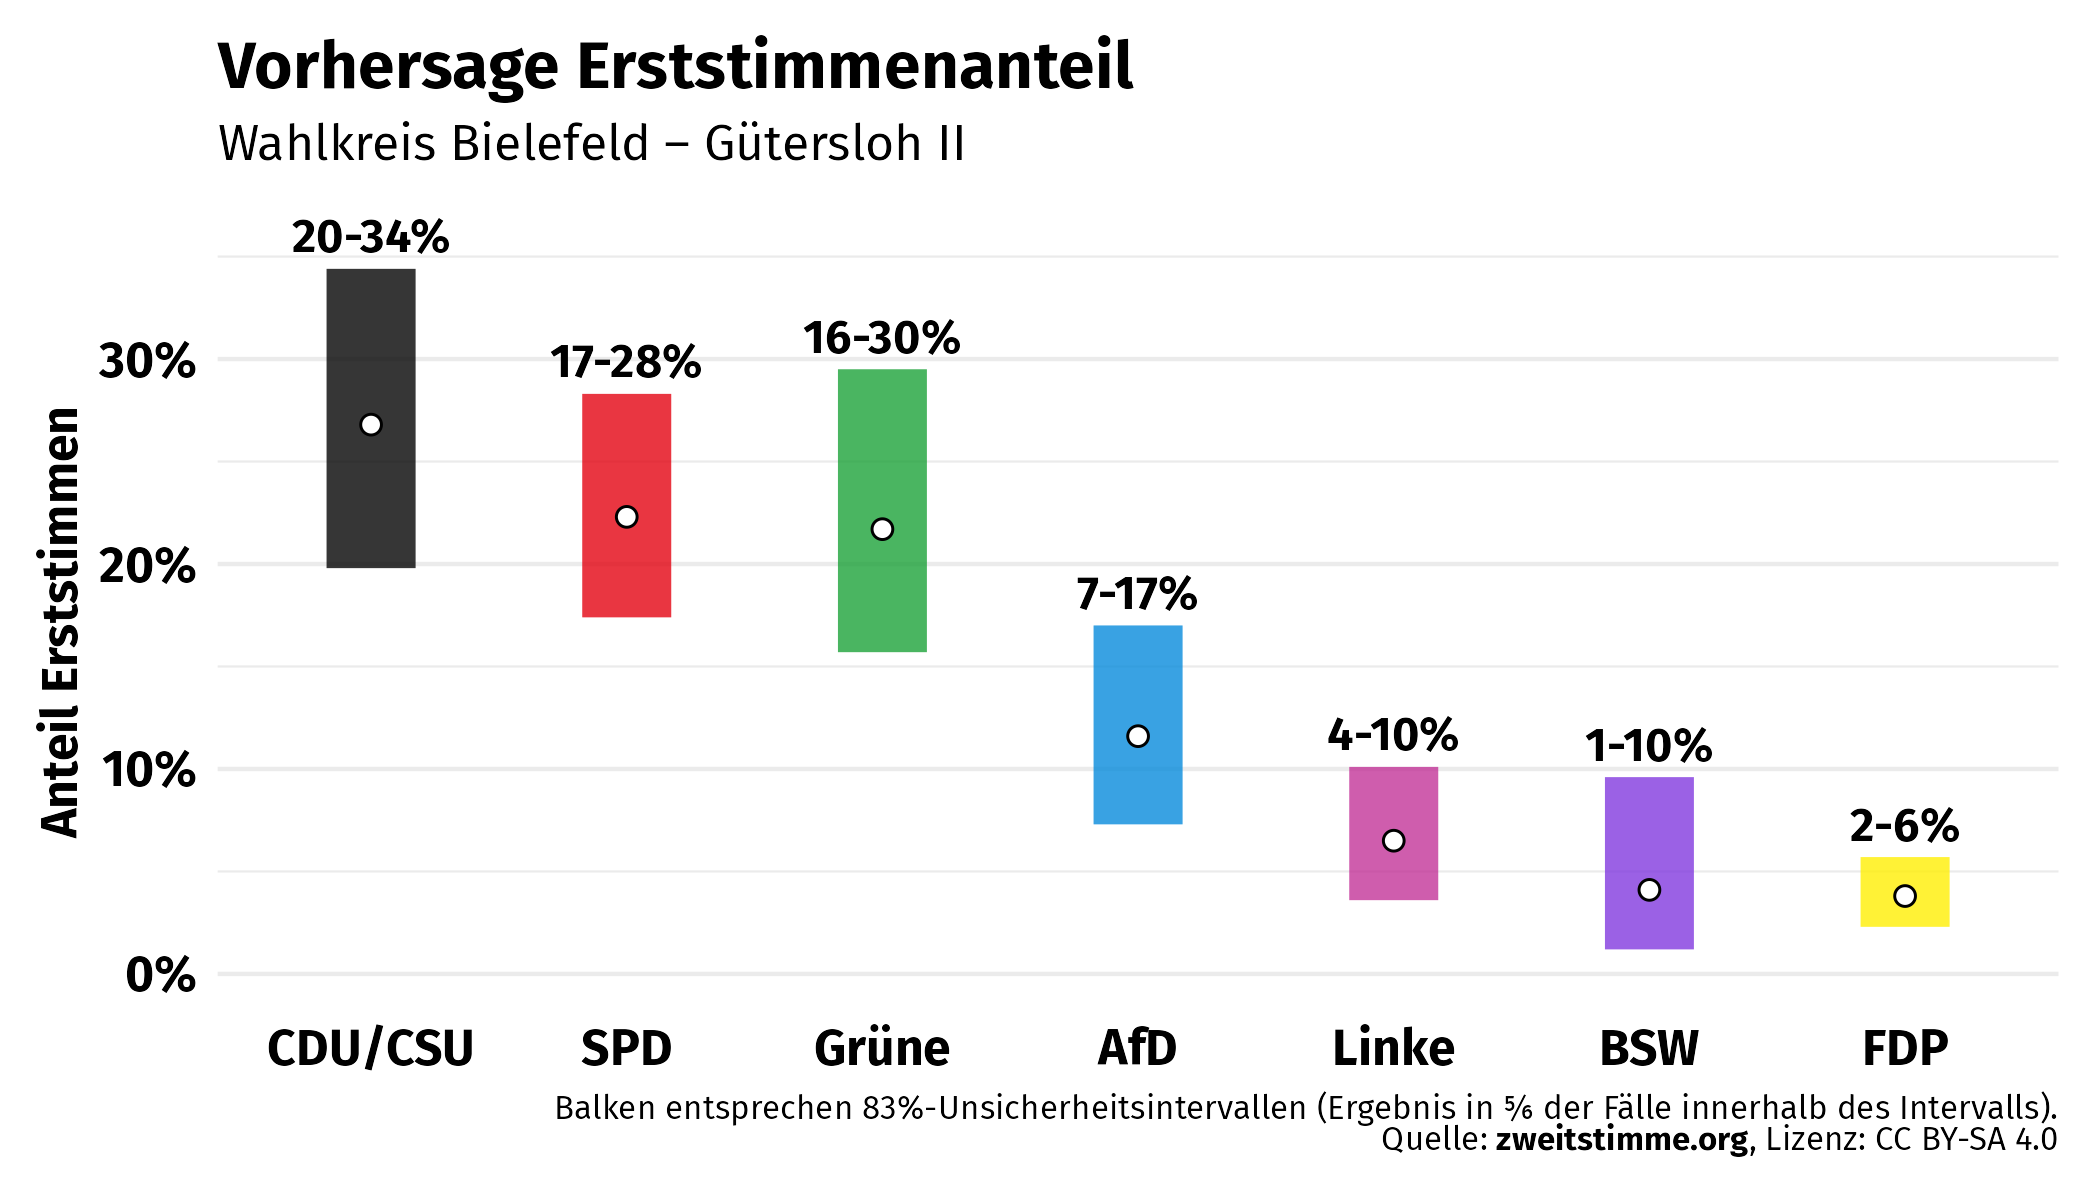 Vorhersage Erststimmenanteil
Wahlkreis Bielefeld – Gütersloh II
Anteil Erststimmen
30%
20%
10%
0%
20-34%
17-28%
16-30%
7-17%
4-10%
1-10%
2-6%
CDU/CSU SPD Grüne AfD Linke BSW FDP
Balken entsprechen 83%-Unsicherheitsintervallen (Ergebnis in ⅚ der Fälle innerhalb des Intervalls).
Quelle: zweitstimme.org, Lizenz: CC BY-SA 4.0